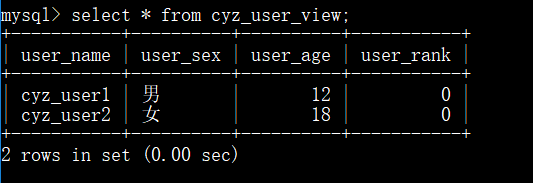 mysql> select * from cyz_user_view;
+-----------+----------+----------+-----------+
| user_name | user_sex | user_age | user_rank |
+-----------+----------+----------+-----------+
| cyz_user1 | 男 | 12 | 0 |
| cyz_user2 | 女 | 18 | 0 |
+-----------+----------+----------+-----------+
2 rows in set (0.00 sec)